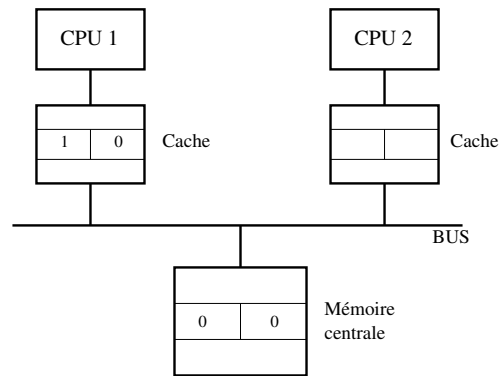 CPU 1
CPU 2
1 0
Cache
Cache
BUS
0 0
Mémoire
centrale